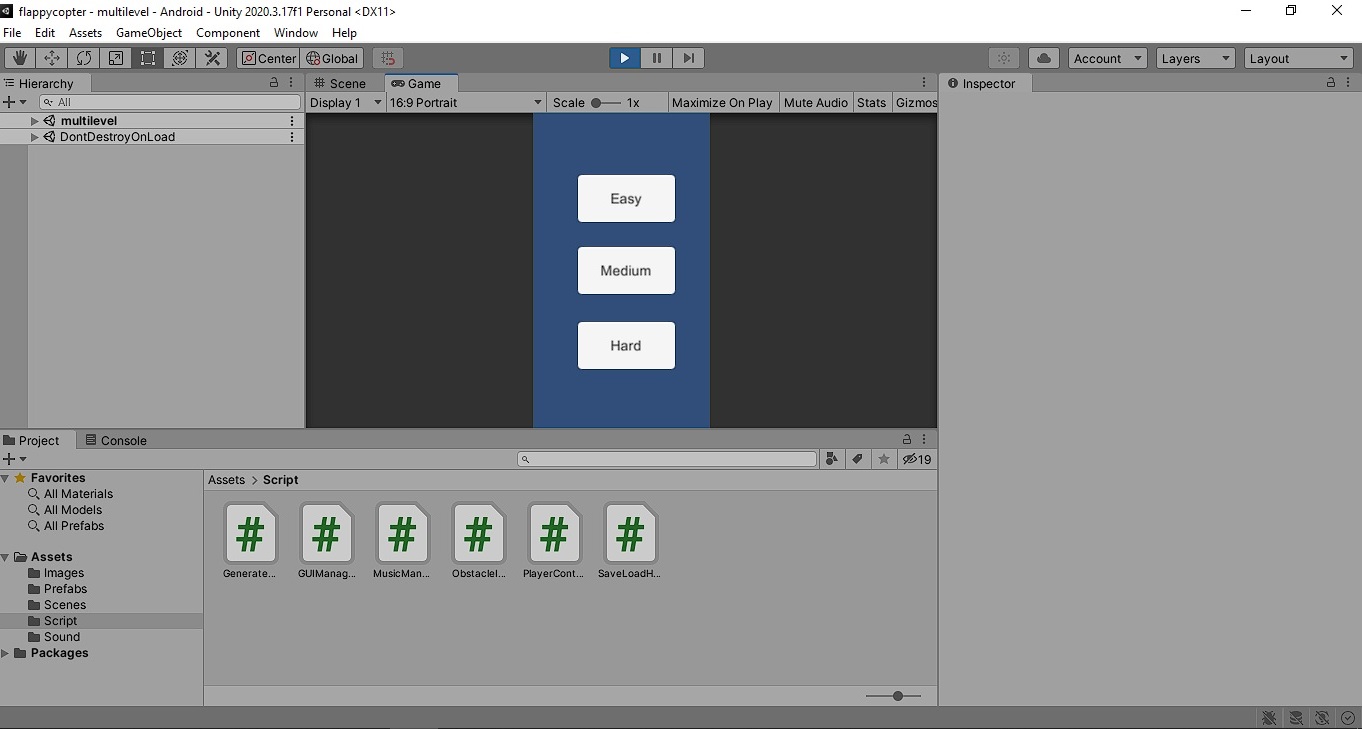 flappycopter - multilevel - Android - Unity 2020.3.17f1 Personal <DX11>
File Edit Assets GameObject Component Window Help
Center Global Account Layers Layout
Hierarchy
All
multilevel
DontDestroyOnLoad
Scene Game
Display 1 16:9 Portrait Scale 1x Maximize On Play Mute Audio Stats Gizmos
Easy
Medium
Hard
Inspector
Project Console
19
Favorites
All Materials
All Models
All Prefabs
Assets
Images
Prefabs
Scenes
Script
Sound
Packages
Assets > Script
Generate... GUIManag... MusicMan... ObstacleI... PlayerCont... SaveLoadH...